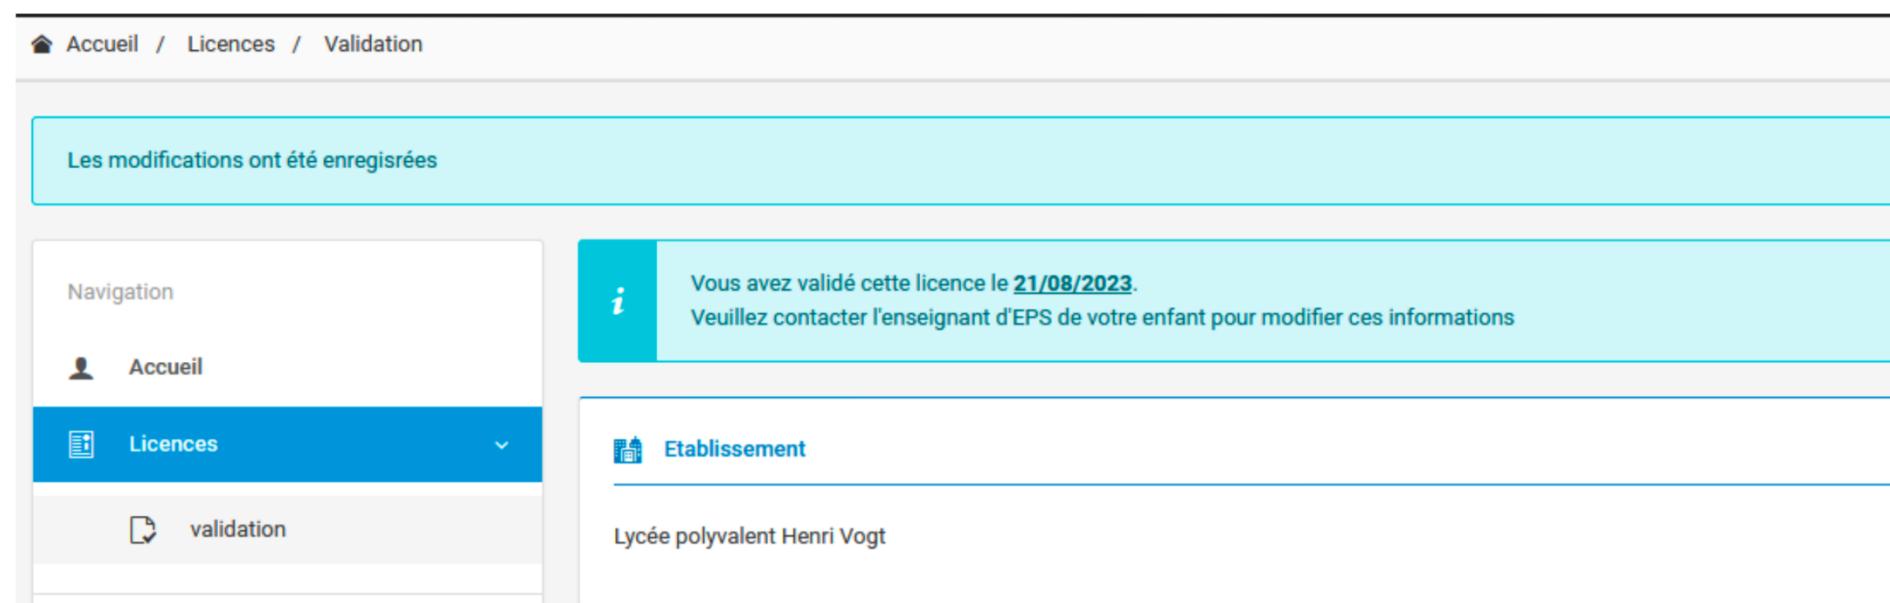 Accueil / Licences / Validation
Les modifications ont été enregisrées
Navigation
Accueil
Licences
validation
Vous avez validé cette licence le 21/08/2023.
Veuillez contacter l'enseignant d'EPS de votre enfant pour modifier ces informations
Etablissement
Lycée polyvalent Henri Vogt